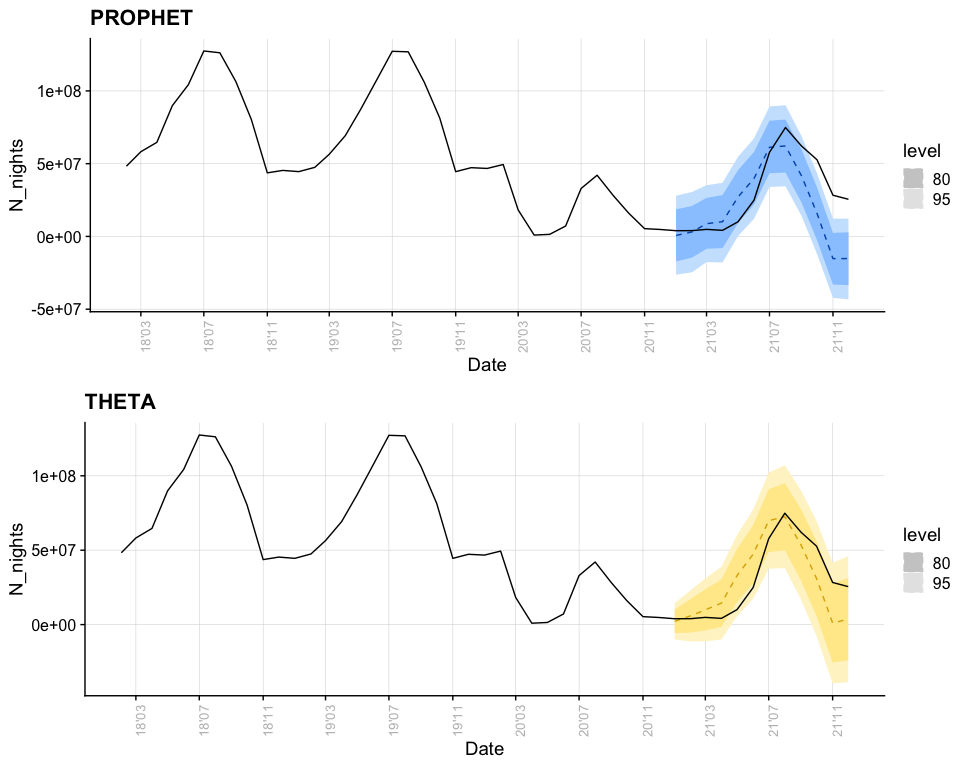 PROPHET
1e+08
5e+07
0e+00
-5e+07
N_nights
18'03
18'07
18'11
19'03
19'07
19'11
20'03
20'07
20'11
21'03
21'07
21'11
Date
level
80
95
THETA
1e+08
5e+07
0e+00
N_nights
18'03
18'07
18'11
19'03
19'07
19'11
20'03
20'07
20'11
21'03
21'07
21'11
Date
level
80
95